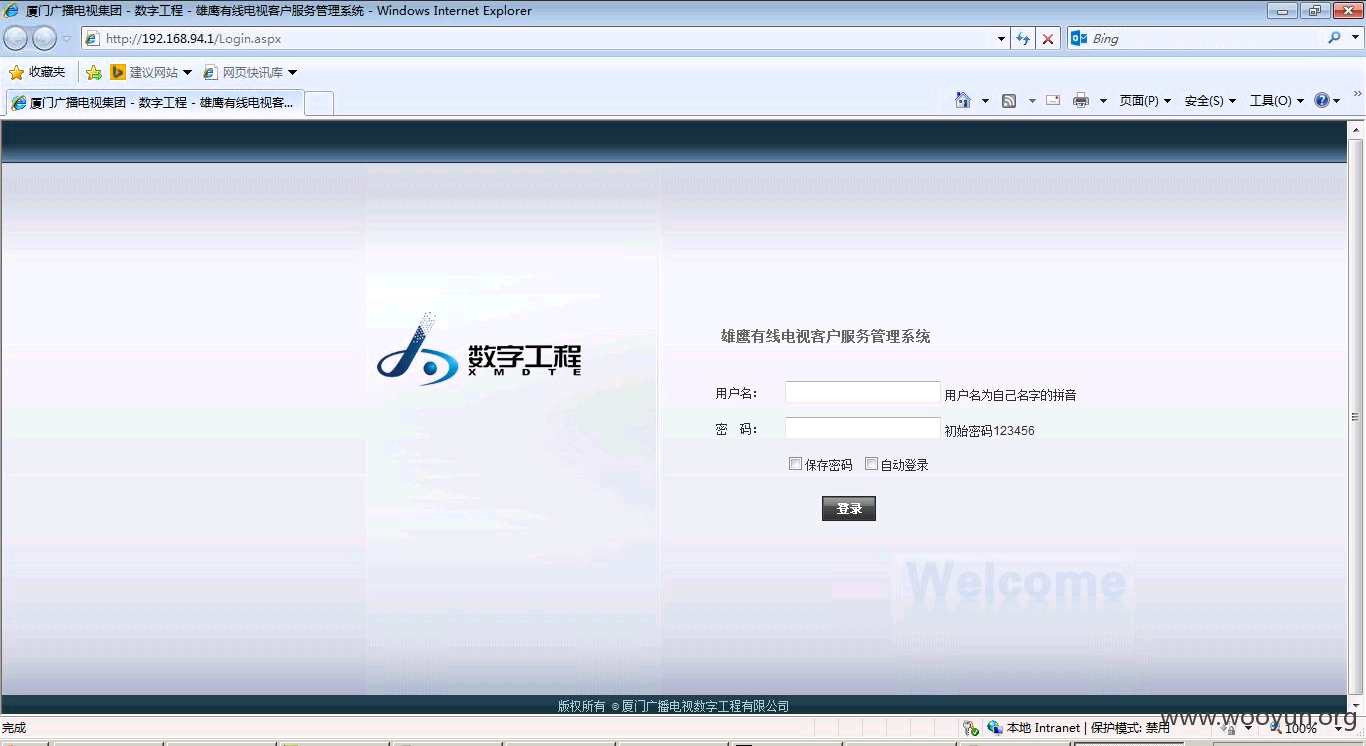 厦门广播电视集团 - 数字工程 - 雄鹰有线电视客户服务管理系统 - Windows Internet Explorer
http://192.168.94.1/Login.aspx
Bing
收藏夹
建议网站
网页快讯库
厦门广播电视集团 - 数字工程 - 雄鹰有线电视客...
页面(P)
安全(S)
工具(O)
数字工程
XMDTE
雄鹰有线电视客户服务管理系统
用户名：
用户名为自己名字的拼音
密 码：
初始密码123456
保存密码
自动登录
登录
Welcome
版权所有 © 厦门广播电视数字工程有限公司
完成
本地 Intranet | 保护模式: 禁用
100%
www.wooyun.org